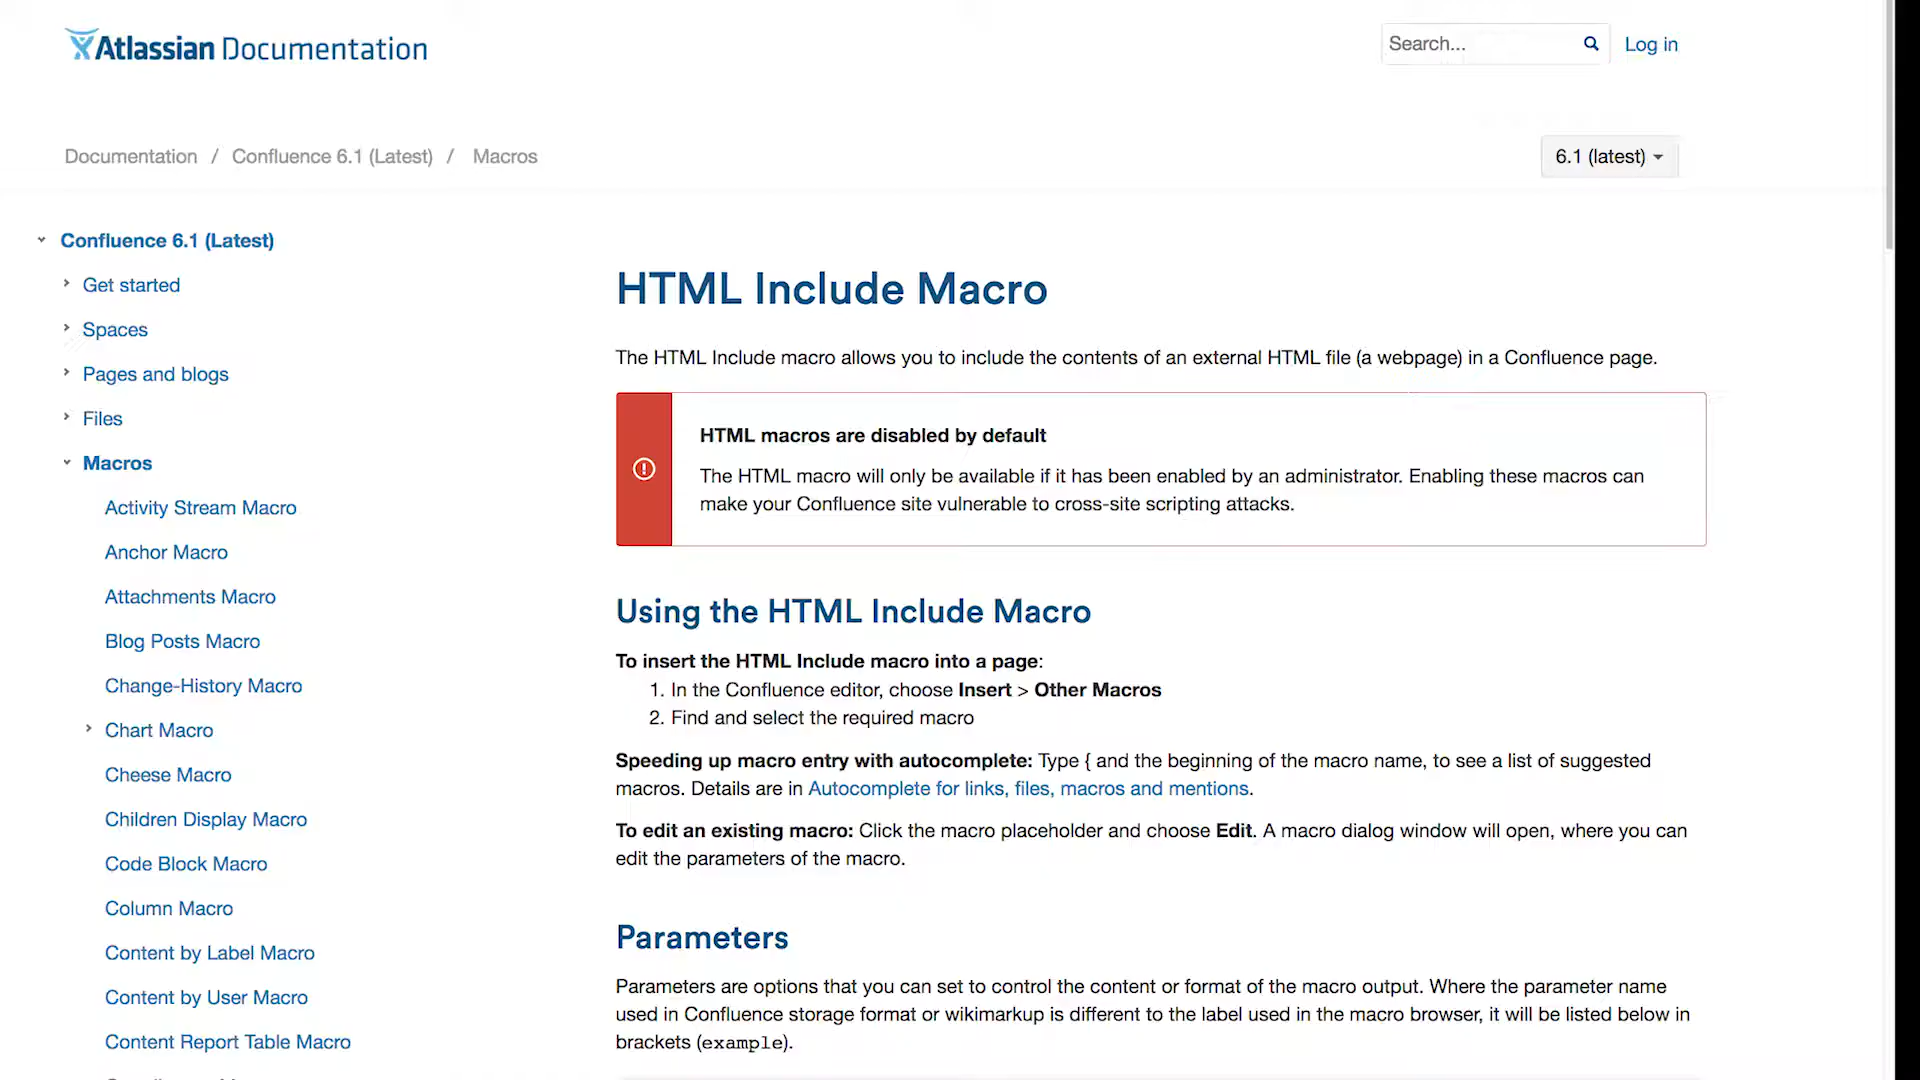 Atlassian Documentation
Search...
Log in
Documentation / Confluence 6.1 (Latest) / Macros
6.1 (latest)
Confluence 6.1 (Latest)
Get started
Spaces
Pages and blogs
Files
Macros
Activity Stream Macro
Anchor Macro
Attachments Macro
Blog Posts Macro
Change-History Macro
Chart Macro
Cheese Macro
Children Display Macro
Code Block Macro
Column Macro
Content by Label Macro
Content by User Macro
Content Report Table Macro
HTML Include Macro
The HTML Include macro allows you to include the contents of an external HTML file (a webpage) in a Confluence page.
HTML macros are disabled by default
The HTML macro will only be available if it has been enabled by an administrator. Enabling these macros can
make your Confluence site vulnerable to cross-site scripting attacks.
Using the HTML Include Macro
To insert the HTML Include macro into a page:
1. In the Confluence editor, choose Insert > Other Macros
2. Find and select the required macro
Speeding up macro entry with autocomplete: Type { and the beginning of the macro name, to see a list of suggested
macros. Details are in Autocomplete for links, files, macros and mentions.
To edit an existing macro: Click the macro placeholder and choose Edit. A macro dialog window will open, where you can
edit the parameters of the macro.
Parameters
Parameters are options that you can set to control the content or format of the macro output. Where the parameter name
used in Confluence storage format or wikimarkup is different to the label used in the macro browser, it will be listed below in
brackets (example).